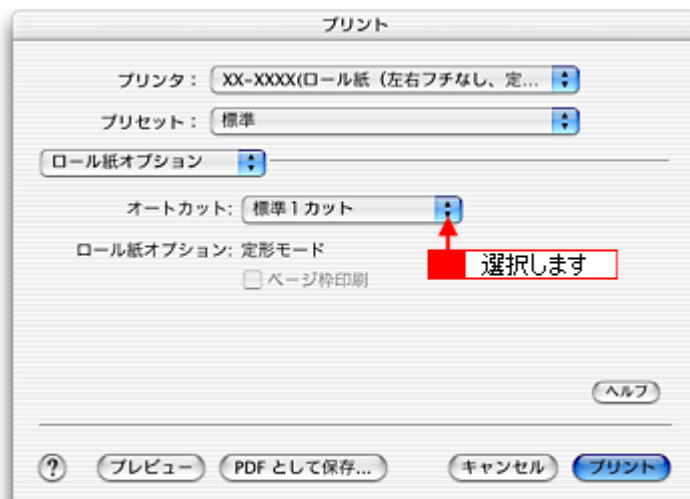 プリント
プリンタ： XX-XXXX(ロール紙（左右フチなし、定...
プリセット： 標準
ロール紙オプション
オートカット: 標準１カット
選択します
ロール紙オプション: 定形モード
ページ枠印刷
ヘルプ
? プレビュー PDF として保存... キャンセル プリント